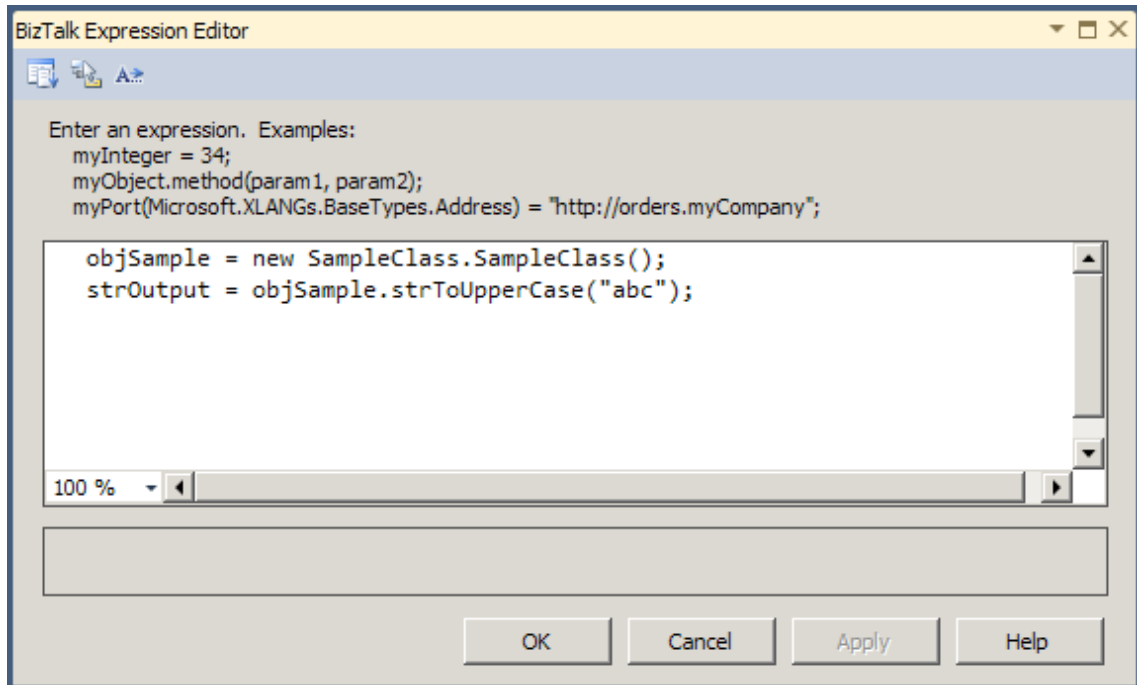 BizTalk Expression Editor
A
Enter an expression.  Examples:
myInteger = 34;
myObject.method(param1, param2);
myPort(Microsoft.XLANGs.BaseTypes.Address) = "http://orders.myCompany";
objSample = new SampleClass.SampleClass();
strOutput = objSample.strToUpperCase("abc");
100 %
OK Cancel Apply Help